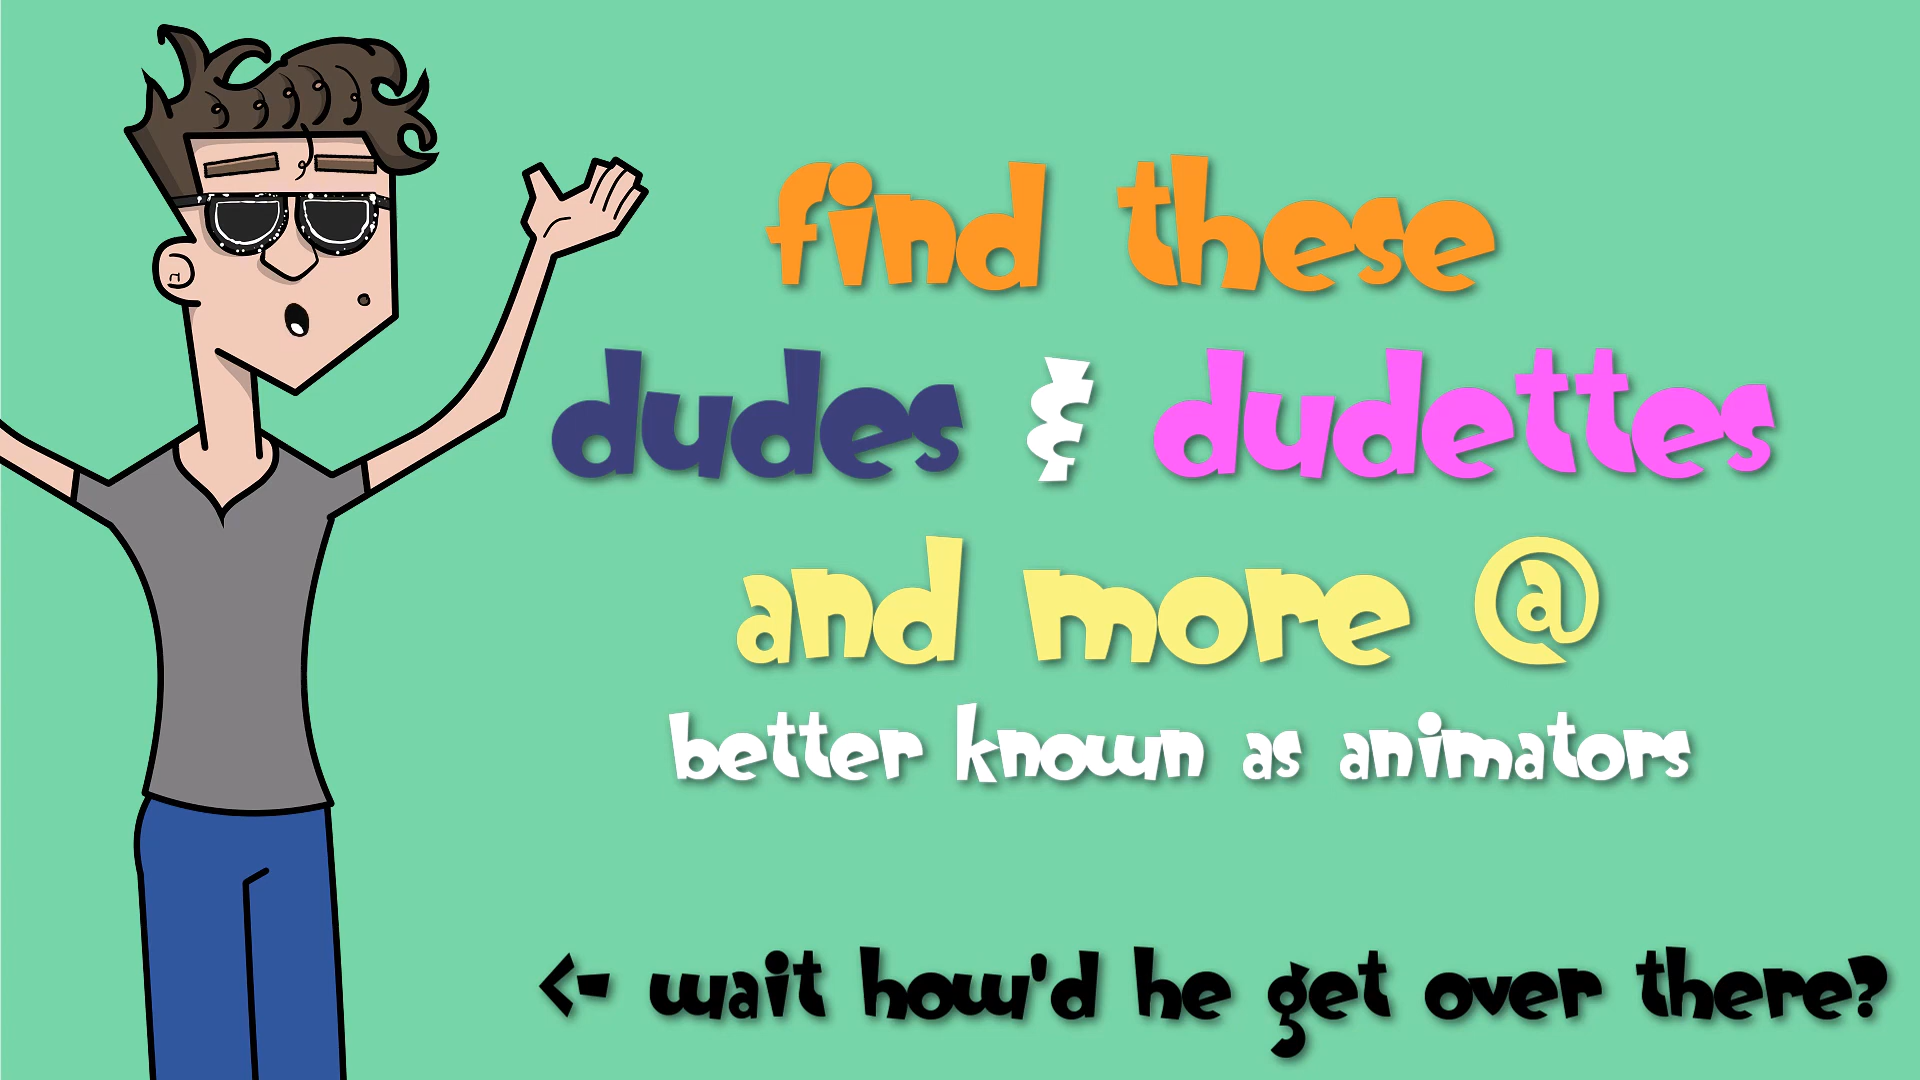 find these
dudes & dudettes
and more @
better known as animators
<- wait how'd he get over there?